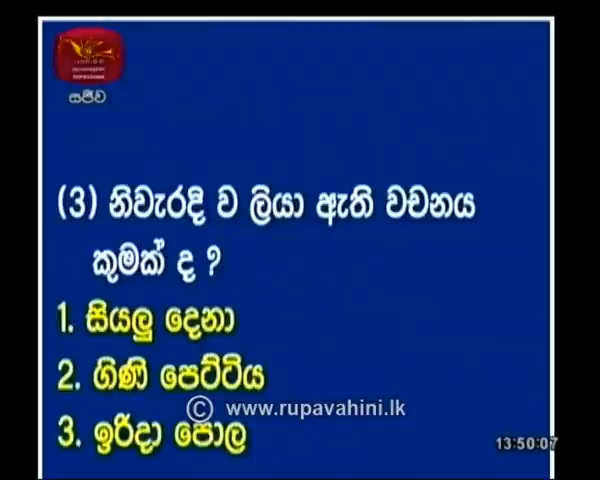 සජීව
(3) නිවැරදි ව ලියා ඇති වචනය
කුමක් ද ?
1. සියලු දෙනා
2. ගිණි පෙට්ටිය
© www.rupavahini.lk
3. ඉරිදා පොල
13:50:07